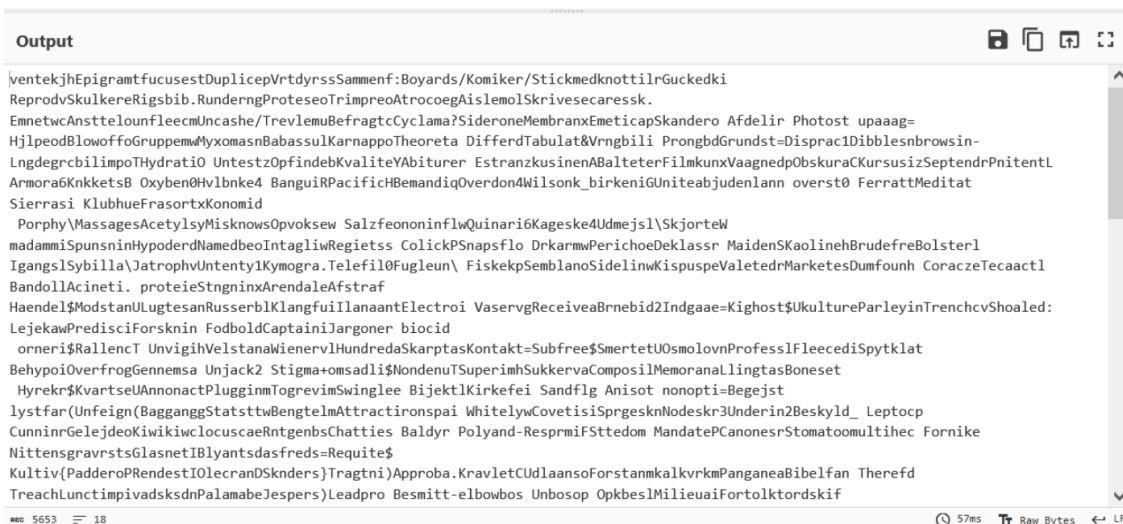 Output
ventekjhEpigramtfucusestDuplicepVrtdyrssSammenf:Boyards/Komiker/StickmedknottilrGuckedki
ReprodvSkulkereRigsbib.RunderngProteseoTrimpreoAtrocoegAislemolSkrivesecaressk.
EmnetwcAnsttelounfleecmUncashe/TrevlemuBefragtcCyclama?SideroneMembranxEmeticapSkandero Afdelir Photost upaaag=
HjlpeodBlowoffoGruppemwMyxomasnBabassulKarnappoTheoreta DifferdTabulat&Vrngbili ProngbdGrundst=Disprac1Dibblesnbrowsin-
LngdegrcbilimpoTHydratiO UntestzOpfindebKvaliteYAbiturer EstranzkusinenABalteterFilmkunxVaagnedpObskuraCKursusizSeptendrPnitentL
Armora6KnkketsB Oxyben0Hvlbnke4 BanguiRPacificHBemandiqOverdon4Wilsonk_birkeniGUniteabjudenlann overst0 FerrattMeditat
Sierrasi KlubhueFrasortxKonomid
Porphy\MassagesAcetylsyMisknowsOpvoksew SalzfeononinflwQuinari6Kageske4Udmejsl\SkjorteW
madammiSpunsninHypoderdNamedbeoIntagliwRegietss ColickPSnapsflo DrkarmwPerichoeDeklassr MaidenSKaolinehBrudefreBolsterl
IgangslSybilla\JatrophvUntenty1Kymogra.Telefil0Fugleun\ FiskekpSemblanoSidelinwKispuspeValetedrMarketesDumfounh CoraczeTecaactl
BandollAcineti. proteieStngninxArendaleAfstraf
Haendel$ModstanULugtesanRusserblKlangfuiIlanaantElectroi VaservgReceiveaBrnebid2Indgaae=Kighost$UkultureParleyinTrenchcvShoaled:
LejekawPredisciForsknin FodboldCaptainiJargoner biocid
orneri$RallencT UnvigihVelstanaWienervlHundredaSkarptasKontakt=Subfree$SmertetUOsmolovnProfesslFleecediSpytklat
BehypoiOverfrogGennemsa Unjack2 Stigma+omsadli$NondenuTSuperimhSukkervaComposilMemoranaLlingtasBoneset
Hyrekr$KvartseUAnnonactPlugginmTogrevimSwinglee BijektlKirkefei Sandflg Anisot nonopti=Begejst
lystfar(Unfeign(BagganggStatsttwBengtelmAttractironspai WhitelywCovetisiSprgesknNodeskr3Underin2Beskyld_ Leptocp
CunninrGelejdeoKiwikiwclocuscaeRntgenbsChatties Baldyr Polyand-ResprmiFSttedom MandatePCanonesrStomatoomultihec Fornike
NittensgravrstsGlasnetIBlyantsdasfreds=Requite$
Kultiv{PadderoPRendestIOlecranDSknders}Tragtni)Approba.KravletCUdlaansoForstanmkalkvrkmPanganeaBibelfan Therefd
TreachLunctimpivadsksdnPalamabeJespers)Leadpro Besmitt-elbowbos Unbosop OpkbeslMilieuaiFortolktordskif
5653 18 57ms Tт Raw Bytes LF